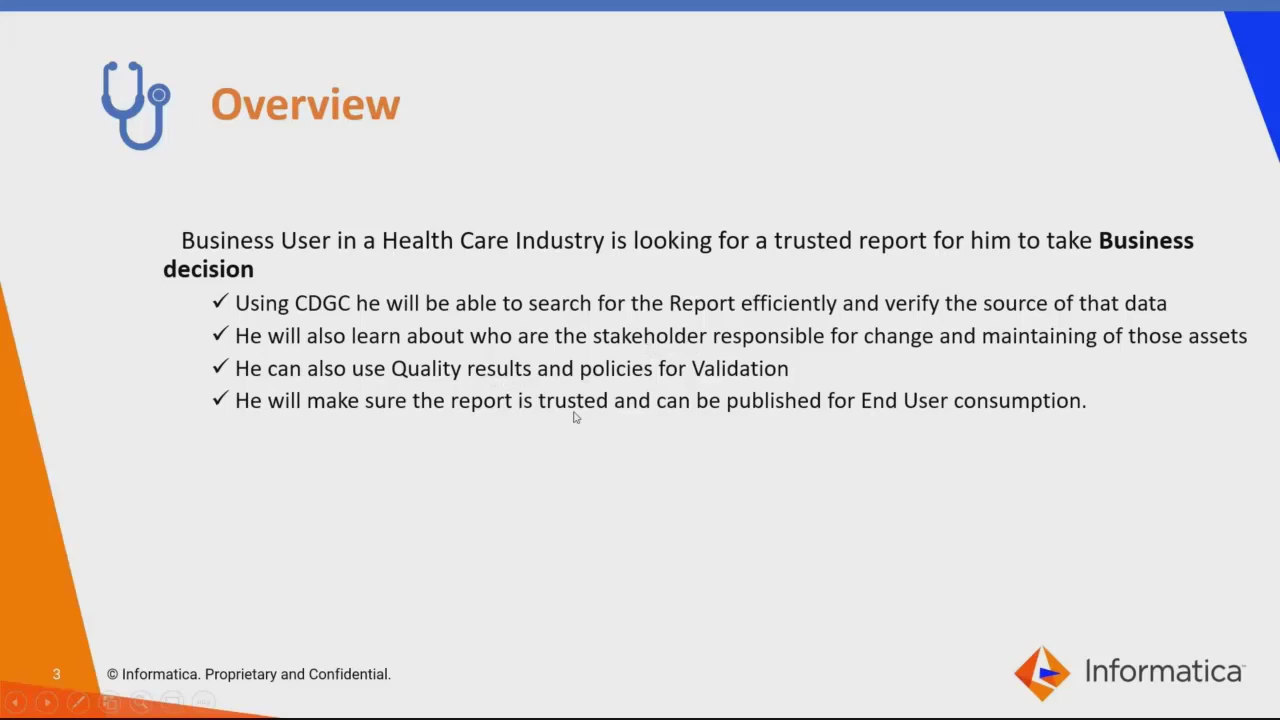 Overview
Business User in a Health Care Industry is looking for a trusted report for him to take Business
decision
✓ Using CDGC he will be able to search for the Report efficiently and verify the source of that data
✓ He will also learn about who are the stakeholder responsible for change and maintaining of those assets
✓ He can also use Quality results and policies for Validation
✓ He will make sure the report is trusted and can be published for End User consumption.
3 © Informatica. Proprietary and Confidential.
Informatica™